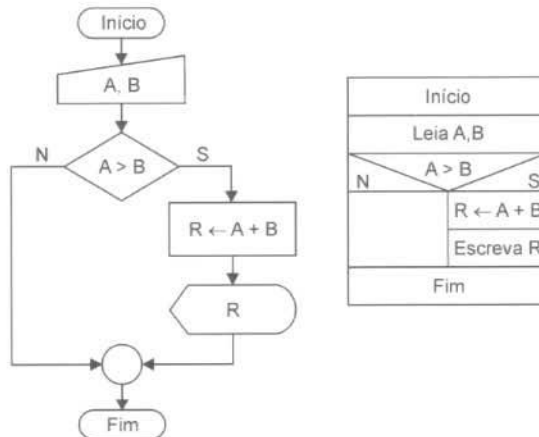 Início
A, B
N
A > B
S
R ← A + B
R
Fim
Início
Leia A,B
A > B
N
S
R ← A + B
Escreva R
Fim